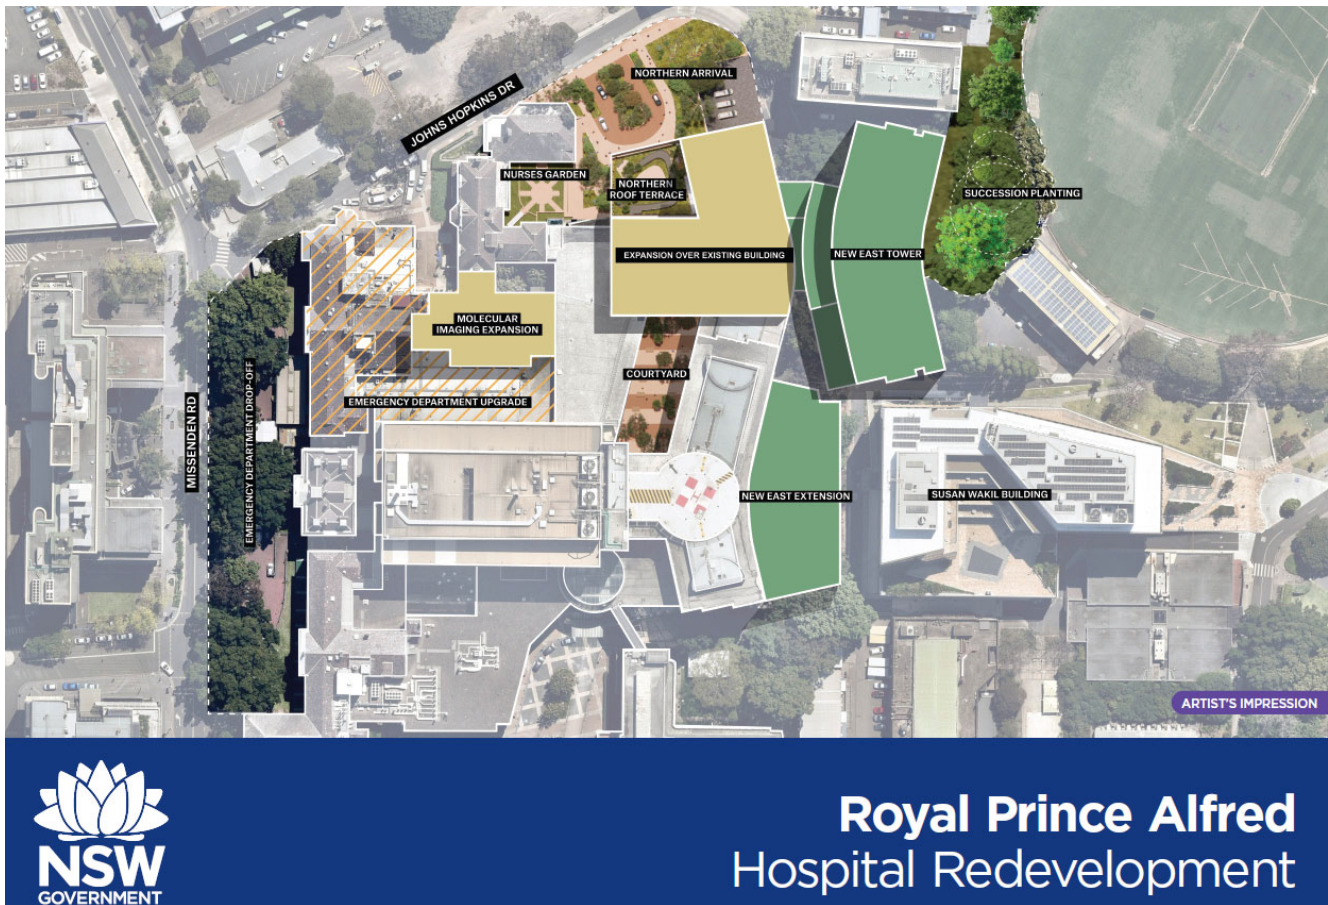 NORTHERN ARRIVAL
JOHNS HOPKINS DR
NURSES GARDEN
NORTHERN
ROOF TERRACE
SUCCESSION PLANTING
EXPANSION OVER EXISTING BUILDING
NEW EAST TOWER
MOLECULAR
IMAGING EXPANSION
COURTYARD
EMERGENCY DEPARTMENT UPGRADE
MISSENDEN RD
EMERGENCY DEPARTMENT DROP-OFF
NEW EAST EXTENSION
SUSAN WAKIL BUILDING
ARTIST'S IMPRESSION
NSW
GOVERNMENT
Royal Prince Alfred
Hospital Redevelopment